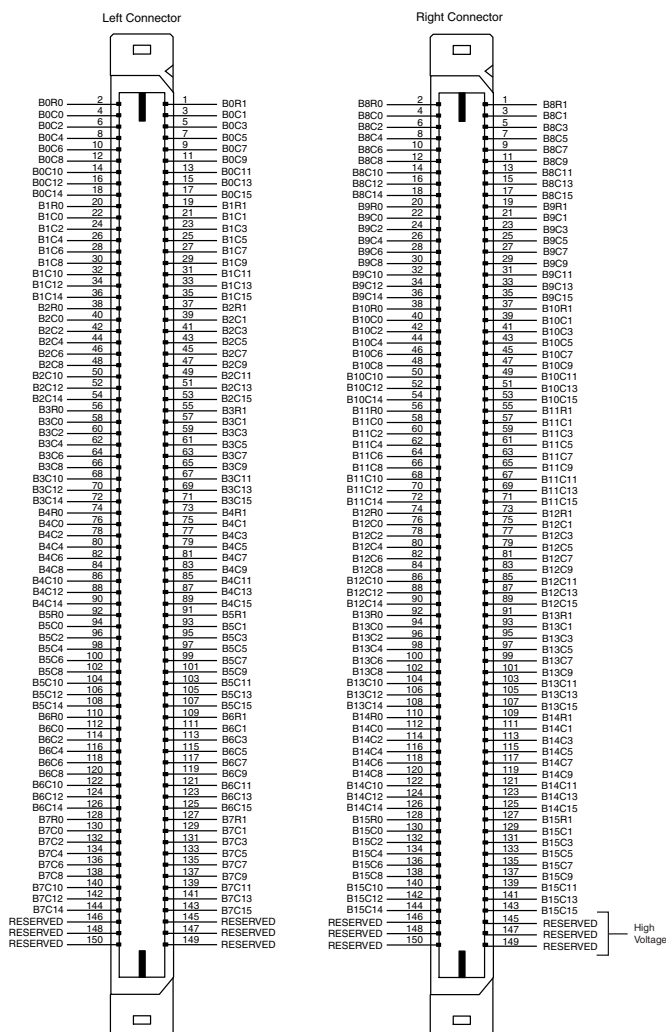 Left Connector
B0R0 2 1 B0R1
B0C0 4 3 B0C1
B0C2 6 5 B0C3
B0C4 8 7 B0C5
B0C6 10 9 B0C7
B0C8 12 11 B0C9
B0C10 14 13 B0C11
B0C12 16 15 B0C13
B0C14 18 17 B0C15
B1R0 20 19 B1R1
B1C0 22 21 B1C1
B1C2 24 23 B1C3
B1C4 26 25 B1C5
B1C6 28 27 B1C7
B1C8 30 29 B1C9
B1C10 32 31 B1C11
B1C12 34 33 B1C13
B1C14 36 35 B1C15
B2R0 38 37 B2R1
B2C0 40 39 B2C1
B2C2 42 41 B2C3
B2C4 44 43 B2C5
B2C6 46 45 B2C7
B2C8 48 47 B2C9
B2C10 50 49 B2C11
B2C12 52 51 B2C13
B2C14 54 53 B2C15
B3R0 56 55 B3R1
B3C0 58 57 B3C1
B3C2 60 59 B3C3
B3C4 62 61 B3C5
B3C6 64 63 B3C7
B3C8 66 65 B3C9
B3C10 68 67 B3C11
B3C12 70 69 B3C13
B3C14 72 71 B3C15
B4R0 74 73 B4R1
B4C0 76 75 B4C1
B4C2 78 77 B4C3
B4C4 80 79 B4C5
B4C6 82 81 B4C7
B4C8 84 83 B4C9
B4C10 86 85 B4C11
B4C12 88 87 B4C13
B4C14 90 89 B4C15
B5R0 92 91 B5R1
B5C0 94 93 B5C1
B5C2 96 95 B5C3
B5C4 98 97 B5C5
B5C6 100 99 B5C7
B5C8 102 101 B5C9
B5C10 104 103 B5C11
B5C12 106 105 B5C13
B5C14 108 107 B5C15
B6R0 110 109 B6R1
B6C0 112 111 B6C1
B6C2 114 113 B6C3
B6C4 116 115 B6C5
B6C6 118 117 B6C7
B6C8 120 119 B6C9
B6C10 122 121 B6C11
B6C12 124 123 B6C13
B6C14 126 125 B6C15
B7R0 128 127 B7R1
B7C0 130 129 B7C1
B7C2 132 131 B7C3
B7C4 134 133 B7C5
B7C6 136 135 B7C7
B7C8 138 137 B7C9
B7C10 140 139 B7C11
B7C12 142 141 B7C13
B7C14 144 143 B7C15
RESERVED 146 145 RESERVED
RESERVED 148 147 RESERVED
RESERVED 150 149 RESERVED
Right Connector
B8R0 2 1 B8R1
B8C0 4 3 B8C1
B8C2 6 5 B8C3
B8C4 8 7 B8C5
B8C6 10 9 B8C7
B8C8 12 11 B8C9
B8C10 14 13 B8C11
B8C12 16 15 B8C13
B8C14 18 17 B8C15
B9R0 20 19 B9R1
B9C0 22 21 B9C1
B9C2 24 23 B9C3
B9C4 26 25 B9C5
B9C6 28 27 B9C7
B9C8 30 29 B9C9
B9C10 32 31 B9C11
B9C12 34 33 B9C13
B9C14 36 35 B9C15
B10R0 38 37 B10R1
B10C0 40 39 B10C1
B10C2 42 41 B10C3
B10C4 44 43 B10C5
B10C6 46 45 B10C7
B10C8 48 47 B10C9
B10C10 50 49 B10C11
B10C12 52 51 B10C13
B10C14 54 53 B10C15
B11R0 56 55 B11R1
B11C0 58 57 B11C1
B11C2 60 59 B11C3
B11C4 62 61 B11C5
B11C6 64 63 B11C7
B11C8 66 65 B11C9
B11C10 68 67 B11C11
B11C12 70 69 B11C13
B11C14 72 71 B11C15
B12R0 74 73 B12R1
B12C0 76 75 B12C1
B12C2 78 77 B12C3
B12C4 80 79 B12C5
B12C6 82 81 B12C7
B12C8 84 83 B12C9
B12C10 86 85 B12C11
B12C12 88 87 B12C13
B12C14 90 89 B12C15
B13R0 92 91 B13R1
B13C0 94 93 B13C1
B13C2 96 95 B13C3
B13C4 98 97 B13C5
B13C6 100 99 B13C7
B13C8 102 101 B13C9
B13C10 104 103 B13C11
B13C12 106 105 B13C13
B13C14 108 107 B13C15
B14R0 110 109 B14R1
B14C0 112 111 B14C1
B14C2 114 113 B14C3
B14C4 116 115 B14C5
B14C6 118 117 B14C7
B14C8 120 119 B14C9
B14C10 122 121 B14C11
B14C12 124 123 B14C13
B14C14 126 125 B14C15
B15R0 128 127 B15R1
B15C0 130 129 B15C1
B15C2 132 131 B15C3
B15C4 134 133 B15C5
B15C6 136 135 B15C7
B15C8 138 137 B15C9
B15C10 140 139 B15C11
B15C12 142 141 B15C13
B15C14 144 143 B15C15
RESERVED 146 145 RESERVED
RESERVED 148 147 RESERVED
RESERVED 150 149 RESERVED
High
Voltage